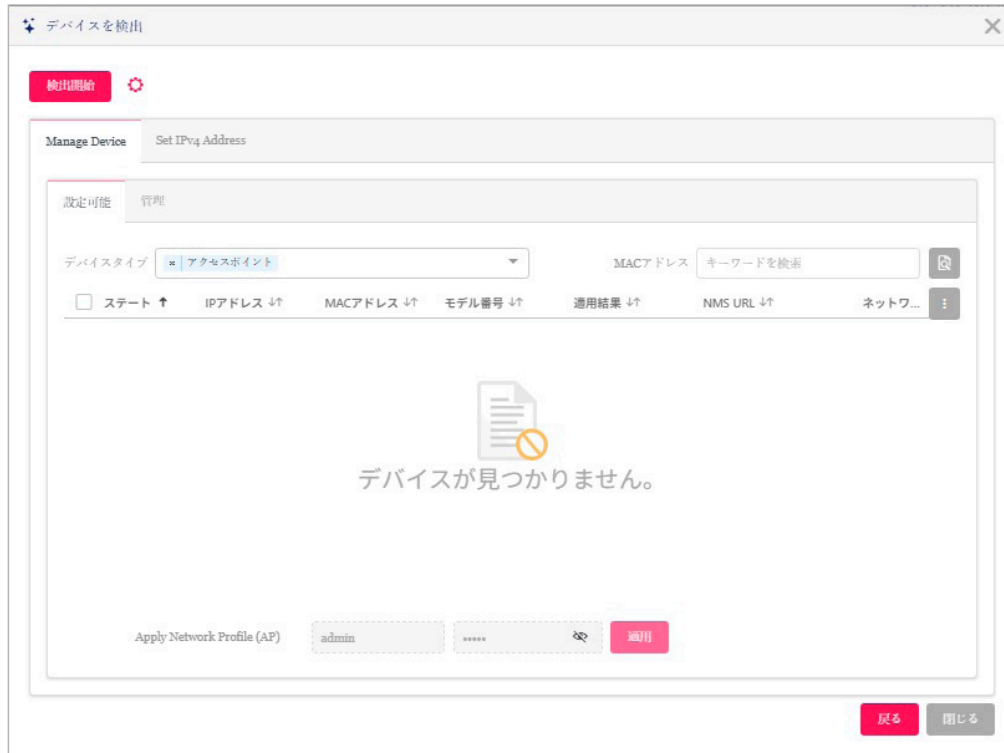 デバイスを検出
検出開始
Manage Device Set IPv4 Address
設定可能 管理
デバイスタイプ × アクセスポイント MACアドレス キーワードを検索
ステート ↑ IPアドレス ↓↑ MACアドレス ↓↑ モデル番号 ↓↑ 適用結果 ↓↑ NMS URL ↓↑ ネットワ...
デバイスが見つかりません。
Apply Network Profile (AP) admin ••••• 適用
戻る 閉じる